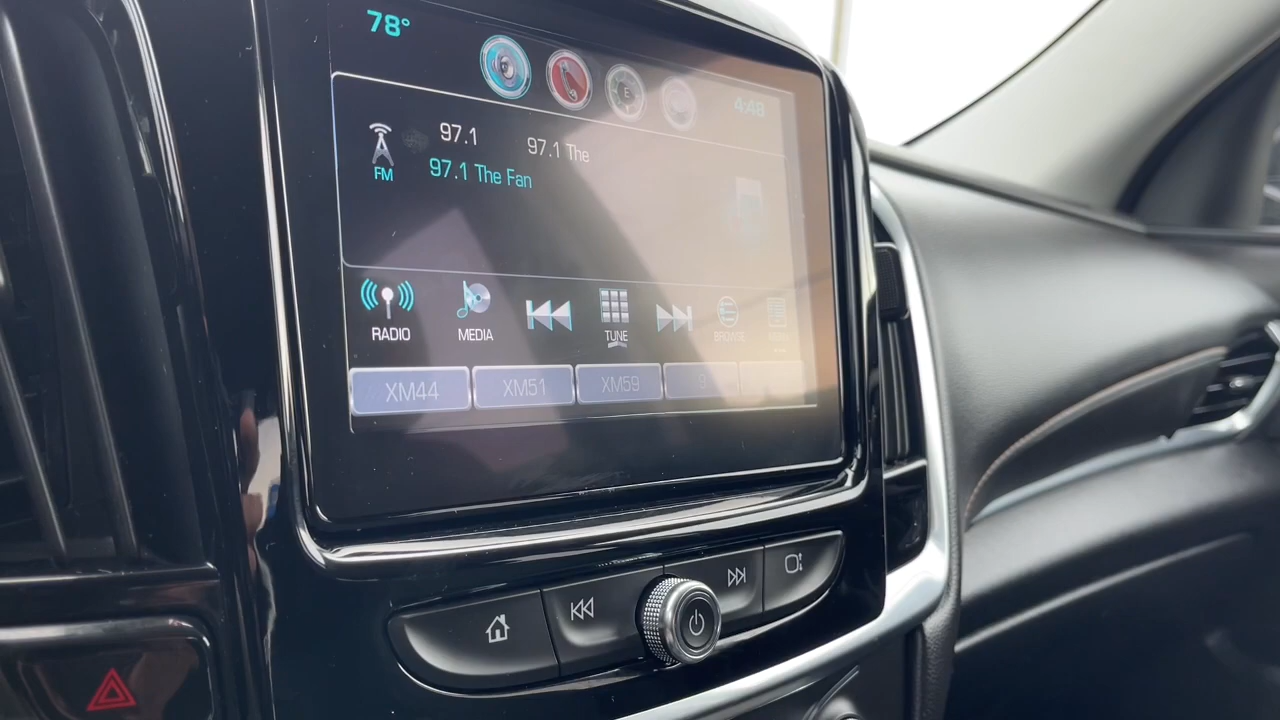 78°
E
4:48
97.1 97.1 The
97.1 The Fan
FM
RADIO MEDIA TUNE BROWSE
XM44 XM51 XM59 9